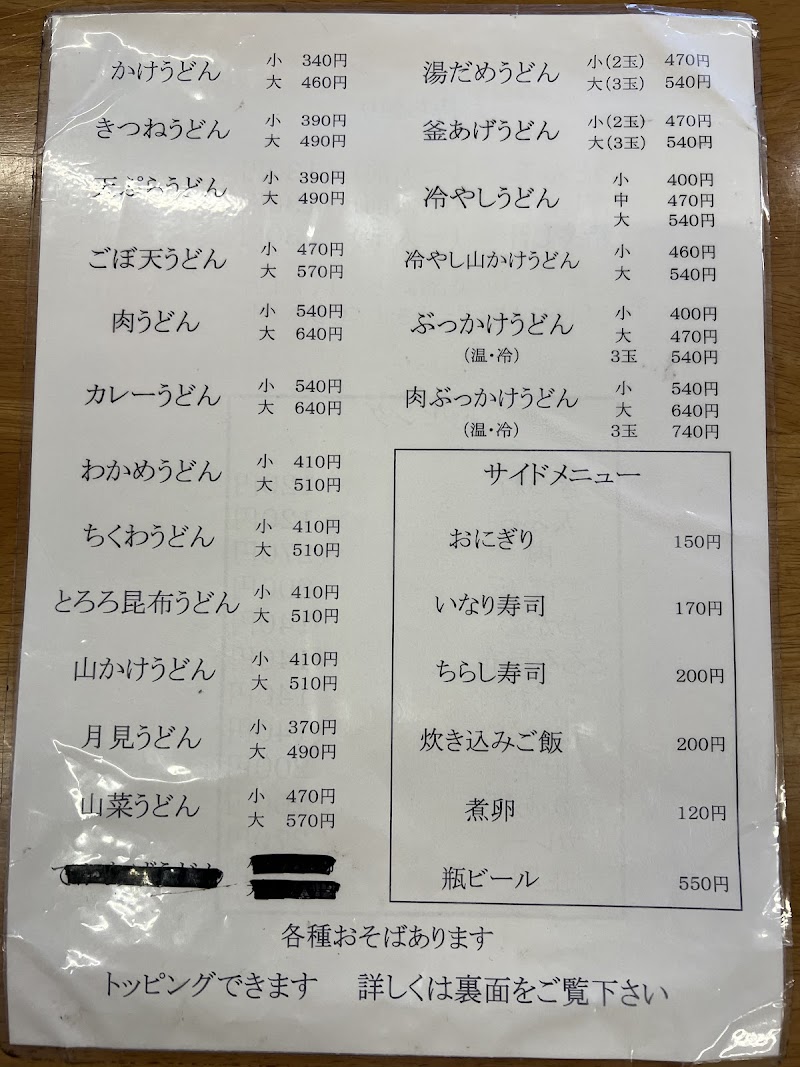 かけうどん 小 340円
大 460円
きつねうどん 小 390円
大 490円
天ぷらうどん 小 390円
大 490円
ごぼ天うどん 小 470円
大 570円
肉うどん 小 540円
大 640円
カレーうどん 小 540円
大 640円
わかめうどん 小 410円
大 510円
ちくわうどん 小 410円
大 510円
とろろ昆布うどん 小 410円
大 510円
山かけうどん 小 410円
大 510円
月見うどん 小 370円
大 490円
山菜うどん 小 470円
大 570円
湯だめうどん 小(2玉) 470円
大(3玉) 540円
釜あげうどん 小(2玉) 470円
大(3玉) 540円
冷やしうどん 小 400円
中 470円
大 540円
冷やし山かけうどん 小 460円
大 540円
ぶっかけうどん 小 400円
大 470円
(温・冷) 3玉 540円
肉ぶっかけうどん 小 540円
大 640円
(温・冷) 3玉 740円
サイドメニュー
おにぎり 150円
いなり寿司 170円
ちらし寿司 200円
炊き込みご飯 200円
煮卵 120円
瓶ビール 550円
各種おそばあります
トッピングできます 詳しくは裏面をご覧下さい